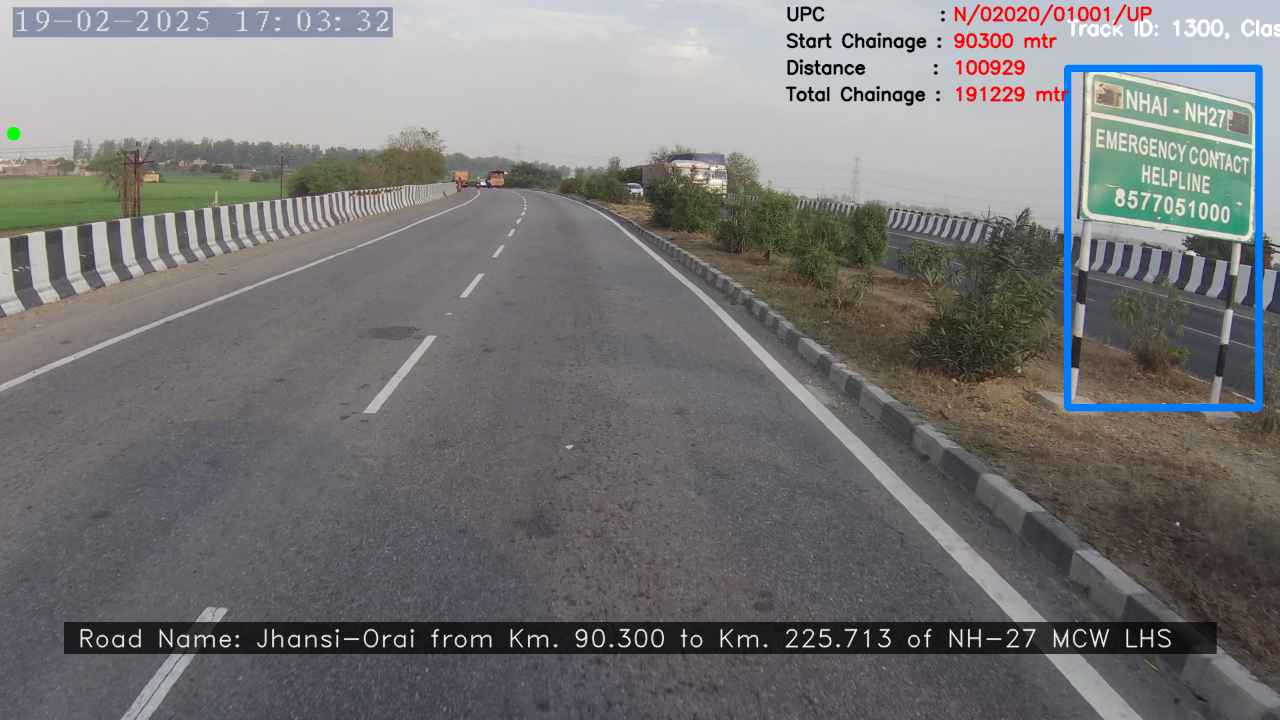 19-02-2025 17:03:32
UPC : N/02020/01001/UP
Track ID: 1300, Clas
Start Chainage : 90300 mtr
Distance : 100929
Total Chainage : 191229 mtr
NHAI - NH27
EMERGENCY CONTACT
HELPLINE
8577051000
Road Name: Jhansi-Orai from Km. 90.300 to Km. 225.713 of NH-27 MCW LHS